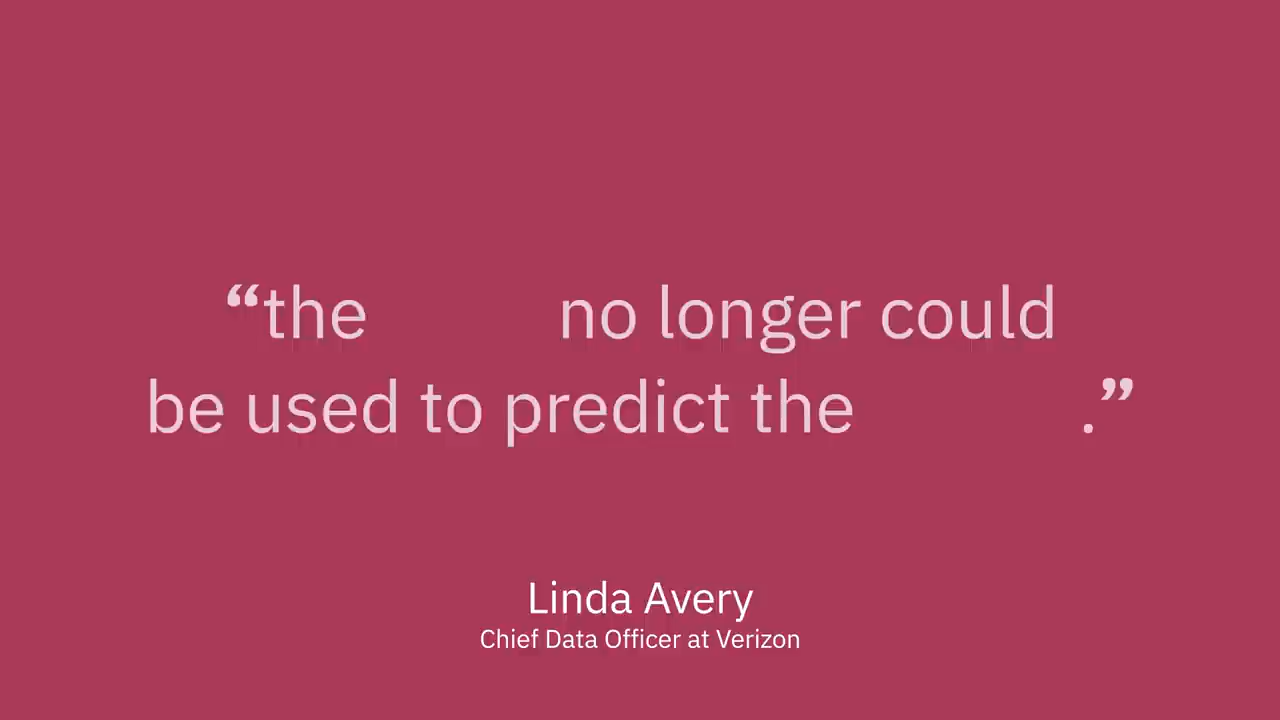 “the no longer could
be used to predict the .”
Linda Avery
Chief Data Officer at Verizon